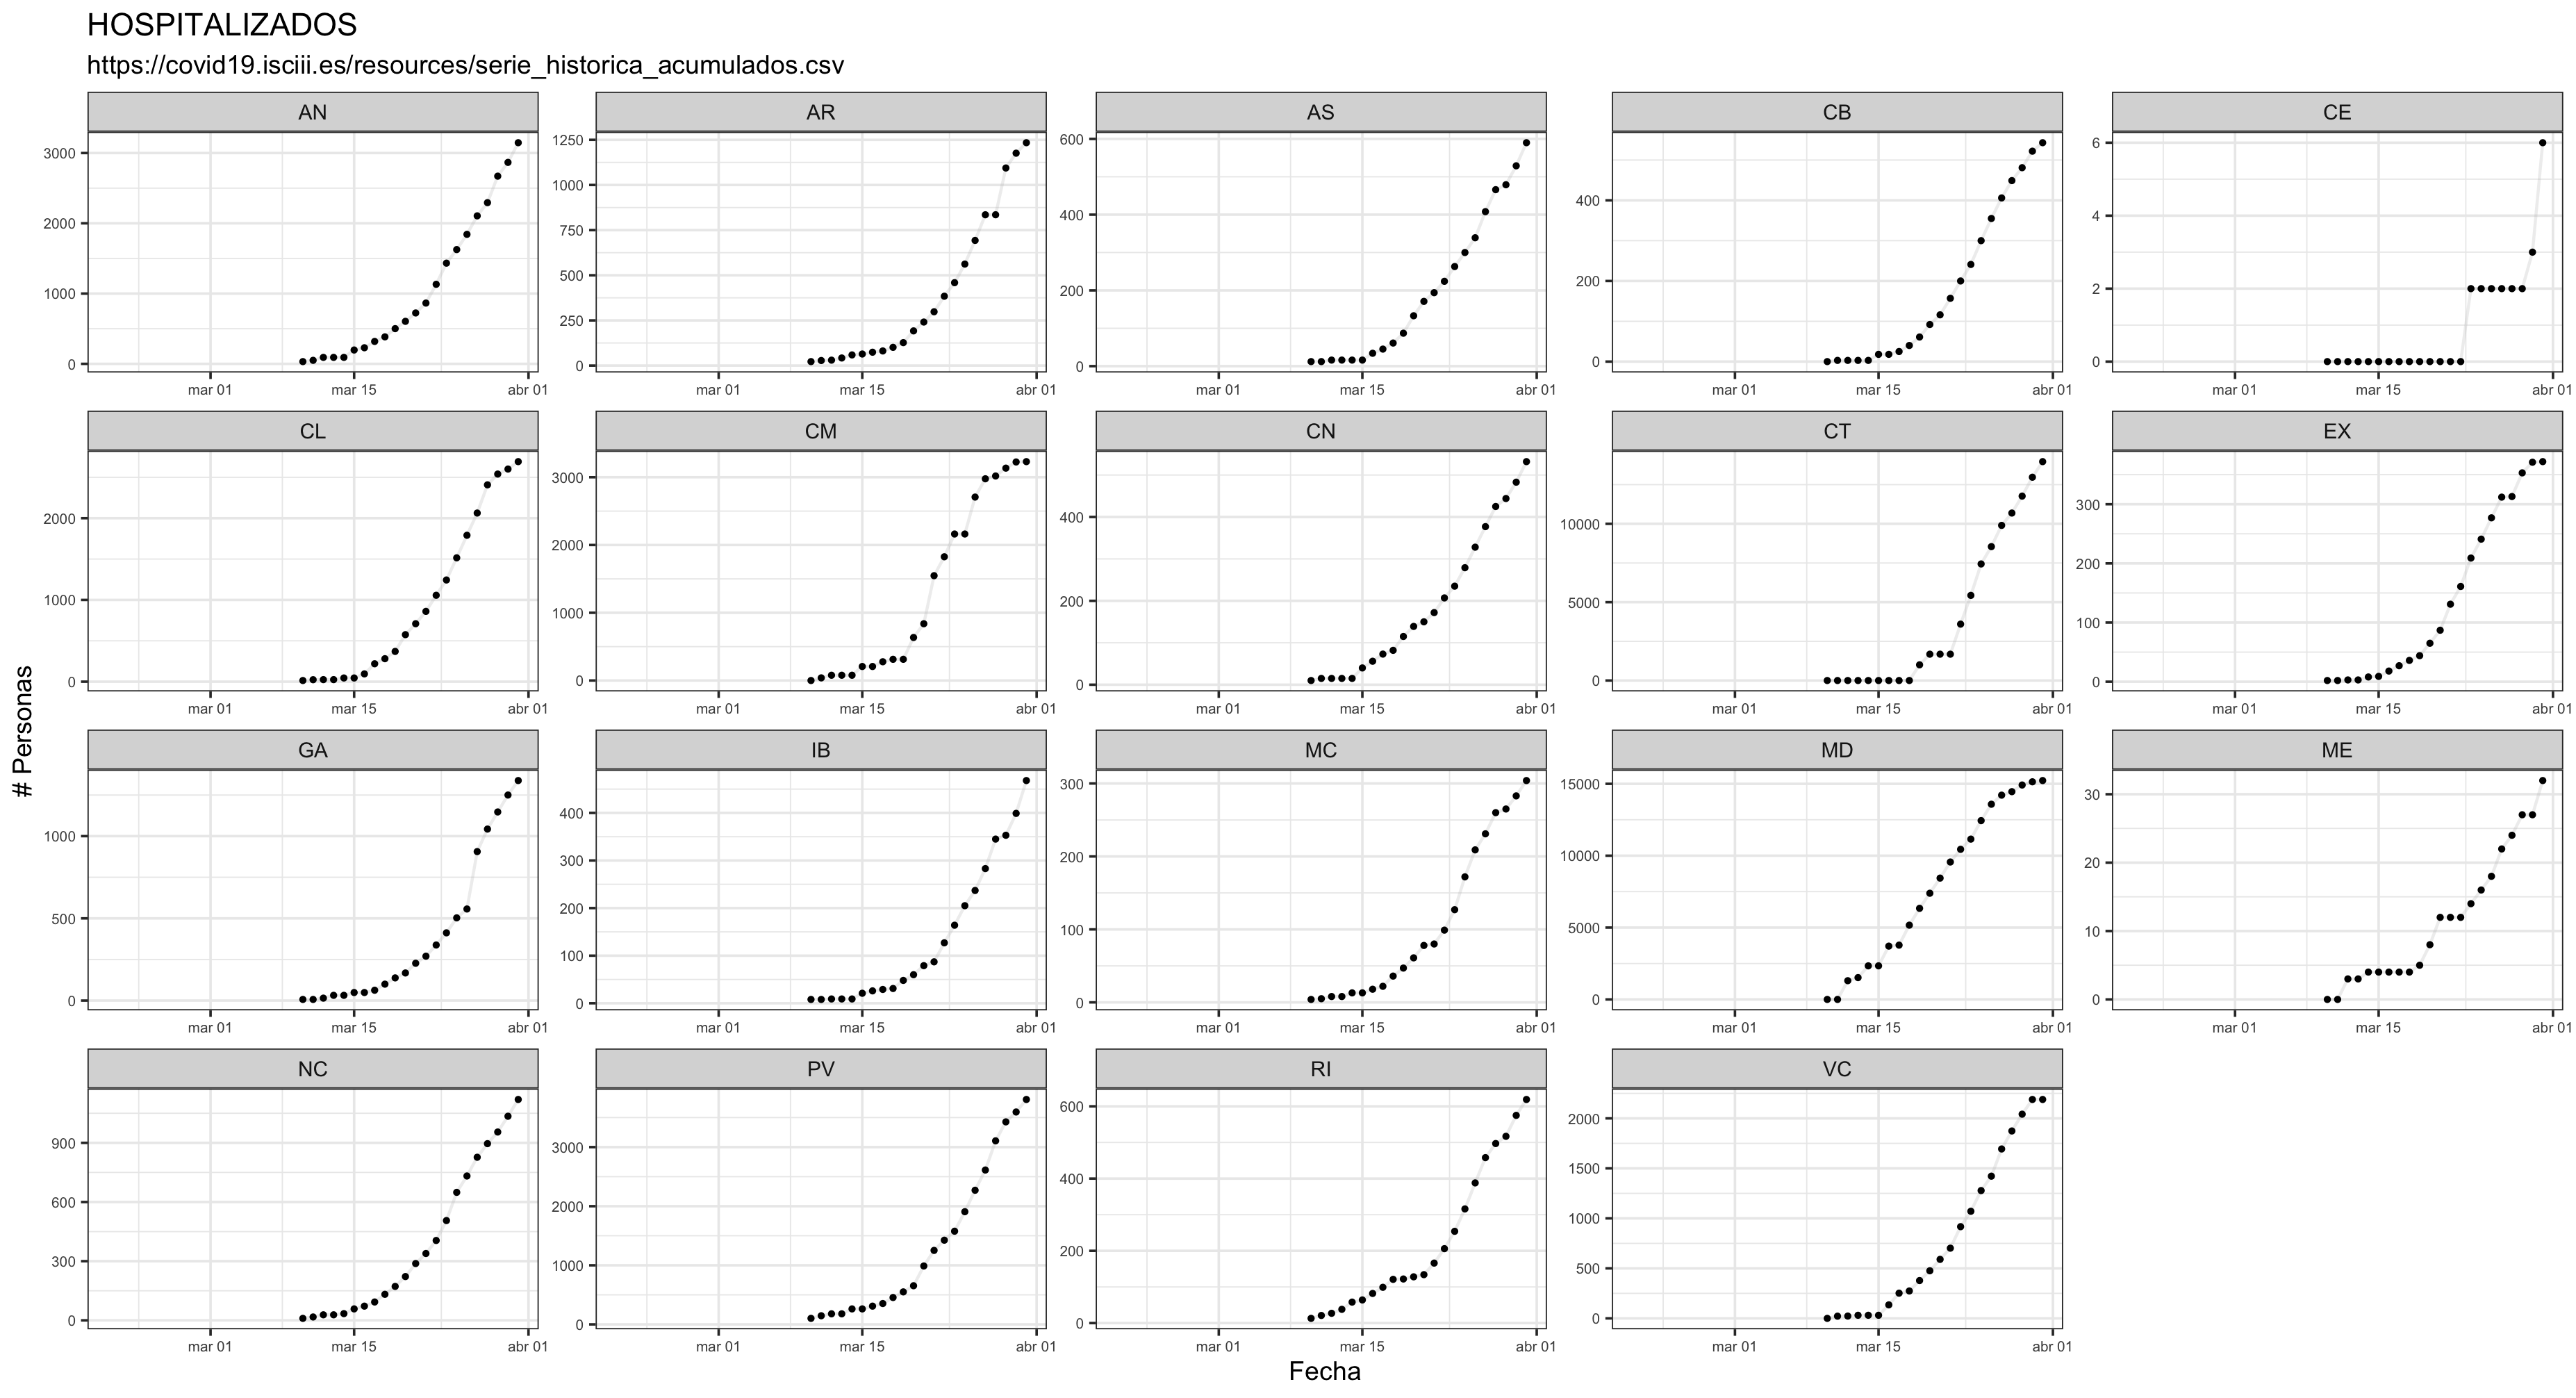 HOSPITALIZADOS
https://covid19.isciii.es/resources/serie_historica_acumulados.csv
# Personas
AN AR AS CB CE
3000 1250 600 400 6
2000 1000 400 200 4
1000 750 200 0 2
0 500 0 0
250
0
mar 01 mar 15 abr 01 mar 01 mar 15 abr 01 mar 01 mar 15 abr 01 mar 01 mar 15 abr 01 mar 01 mar 15 abr 01
CL CM CN CT EX
2000 3000 400 10000 300
1000 2000 200 5000 200
0 1000 0 0 100
0 0
mar 01 mar 15 abr 01 mar 01 mar 15 abr 01 mar 01 mar 15 abr 01 mar 01 mar 15 abr 01 mar 01 mar 15 abr 01
GA IB MC MD ME
1000 400 300 15000 30
500 300 200 10000 20
0 200 100 5000 10
100 0 0 0
0
mar 01 mar 15 abr 01 mar 01 mar 15 abr 01 mar 01 mar 15 abr 01 mar 01 mar 15 abr 01 mar 01 mar 15 abr 01
NC PV RI VC
900 3000 600 2000
600 2000 400 1500
300 1000 200 1000
0 0 0 500
0
mar 01 mar 15 abr 01 mar 01 mar 15 abr 01 mar 01 mar 15 abr 01 mar 01 mar 15 abr 01
Fecha